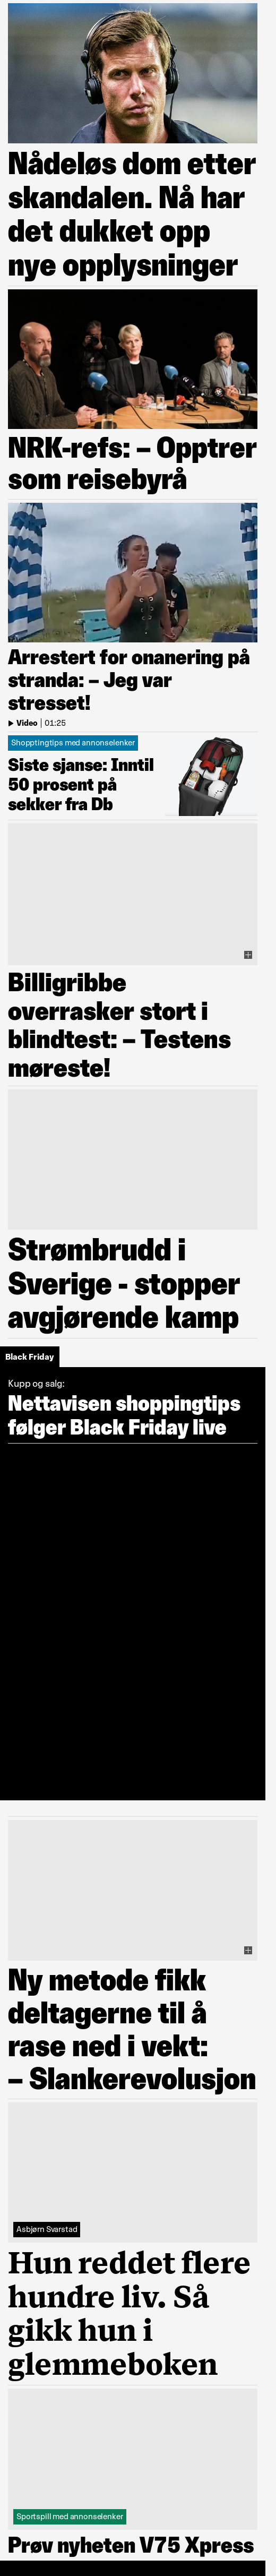 Nådeløs dom etter
skandalen. Nå har
det dukket opp
nye opplysninger
NRK-refs: – Opptrer
som reisebyrå
Arrestert for onanering på
stranda: – Jeg var
stresset!
Video | 01:25
Shopptingtips med annonselenker
Siste sjanse: Inntil
50 prosent på
sekker fra Db
Billigribbe
overrasker stort i
blindtest: – Testens
møreste!
Strømbrudd i
Sverige - stopper
avgjørende kamp
Black Friday
Kupp og salg:
Nettavisen shoppingtips
følger Black Friday live
Ny metode fikk
deltagerne til å
rase ned i vekt:
– Slankerevolusjon
Asbjørn Svarstad
Hun reddet flere
hundre liv. Så
gikk hun i
glemmeboken
Sportspill med annonselenker
Prøv nyheten V75 Xpress